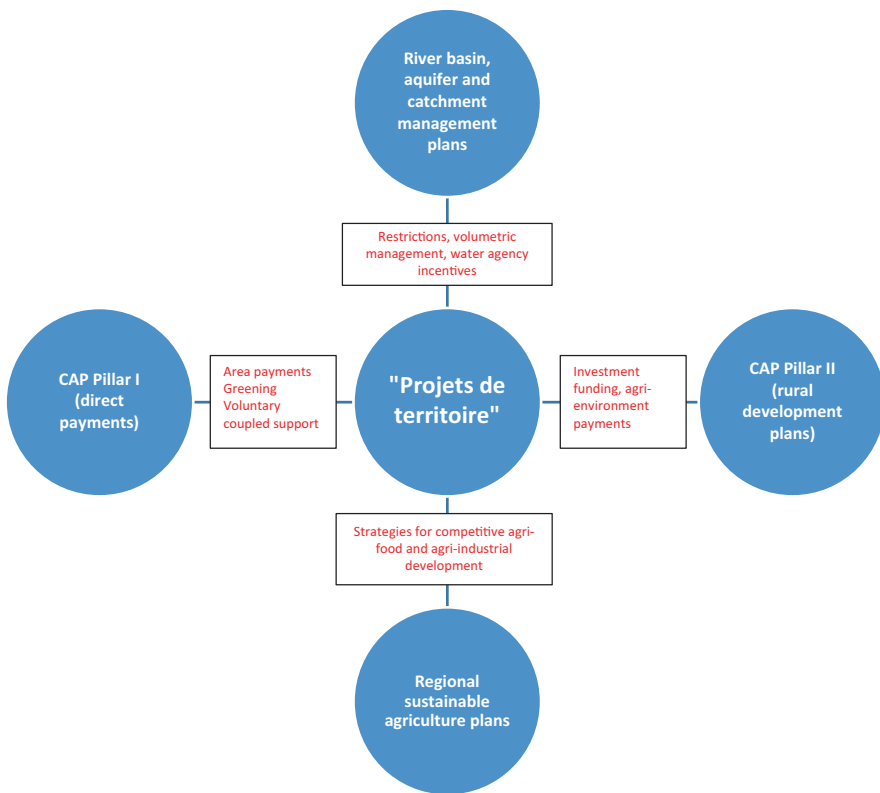 River basin,
aquifer and
catchment
management
plans
Restrictions, volumetric
management, water agency
incentives
CAP Pillar I
(direct
payments)
Area payments
Greening
Voluntary
coupled support
"Projets de
territoire"
Investment
funding, agri-
environment
payments
CAP Pillar II
(rural
development
plans)
Strategies for competitive agri-
food and agri-industrial
development
Regional
sustainable
agriculture plans